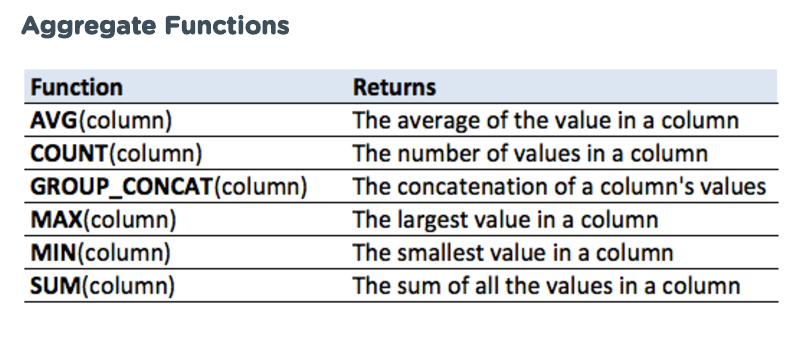 Aggregate Functions
Function Returns
AVG(column) The average of the value in a column
COUNT(column) The number of values in a column
GROUP_CONCAT(column) The concatenation of a column's values
MAX(column) The largest value in a column
MIN(column) The smallest value in a column
SUM(column) The sum of all the values in a column